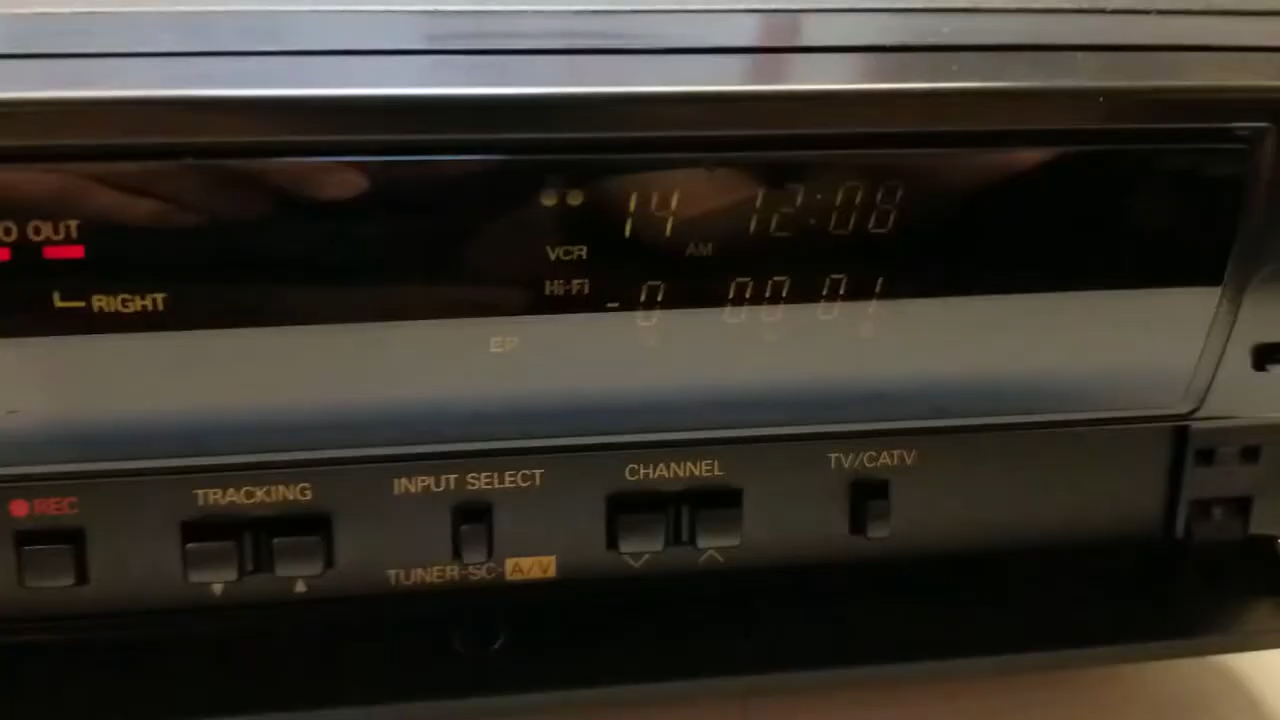 O OUT
RIGHT
14 12:08
VCR AM
Hi-Fi -0 00 01
EP
REC
TRACKING
INPUT SELECT
TUNER-SC-A/V
CHANNEL
TV/CATV